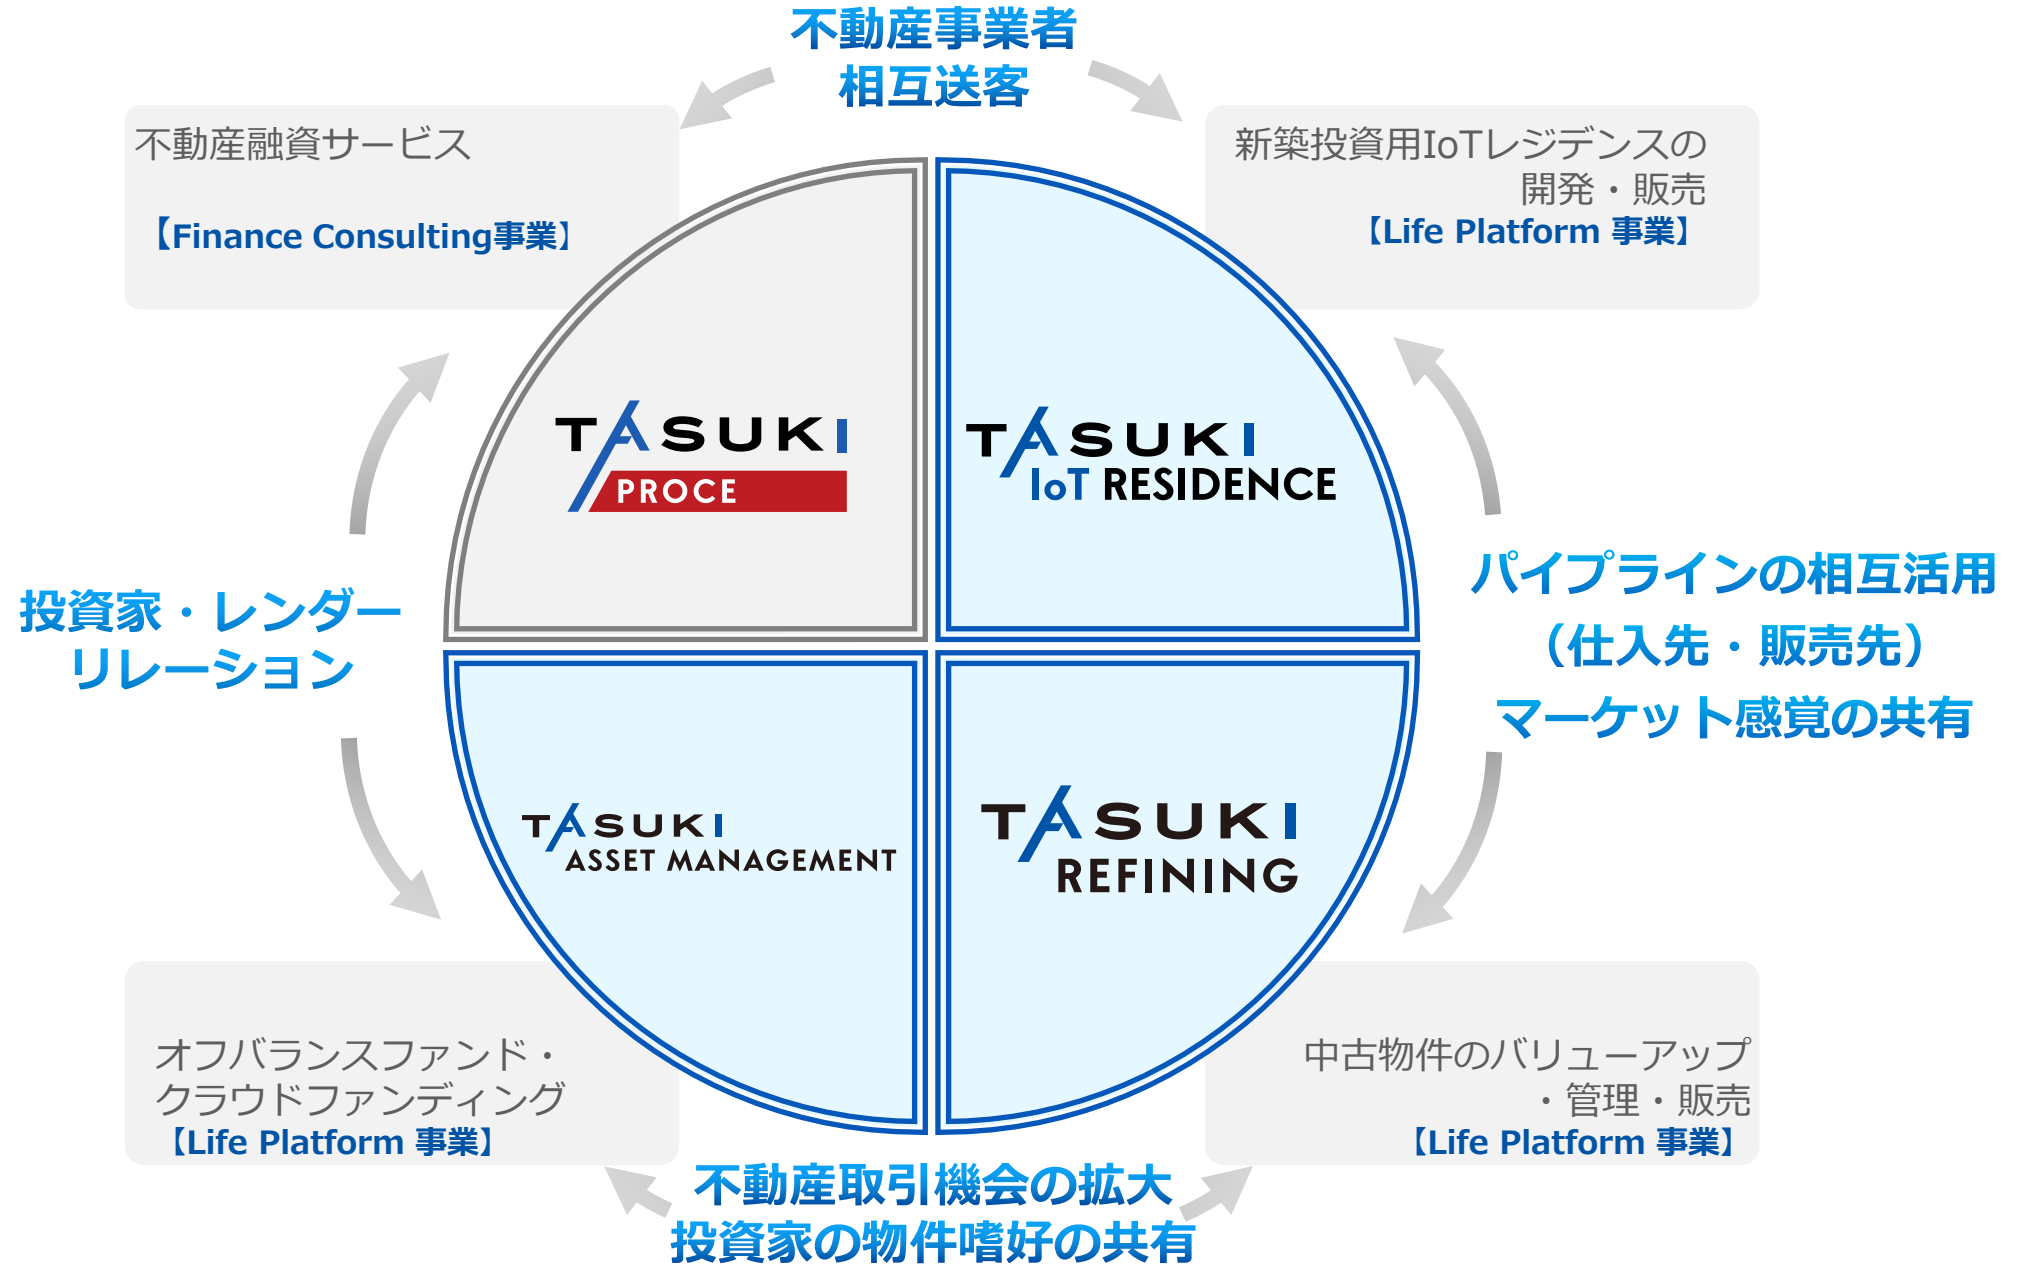 不動産事業者
相互送客
不動産融資サービス
【Finance Consulting事業】
新築投資用IoTレジデンスの
開発・販売
【Life Platform 事業】
TASUKI
PROCE
TASUKI
IoT RESIDENCE
投資家・レンダー
リレーション
パイプラインの相互活用
（仕入先・販売先）
マーケット感覚の共有
TASUKI
ASSET MANAGEMENT
TASUKI
REFINING
オフバランスファンド・
クラウドファンディング
【Life Platform 事業】
中古物件のバリューアップ
・管理・販売
【Life Platform 事業】
不動産取引機会の拡大
投資家の物件嗜好の共有